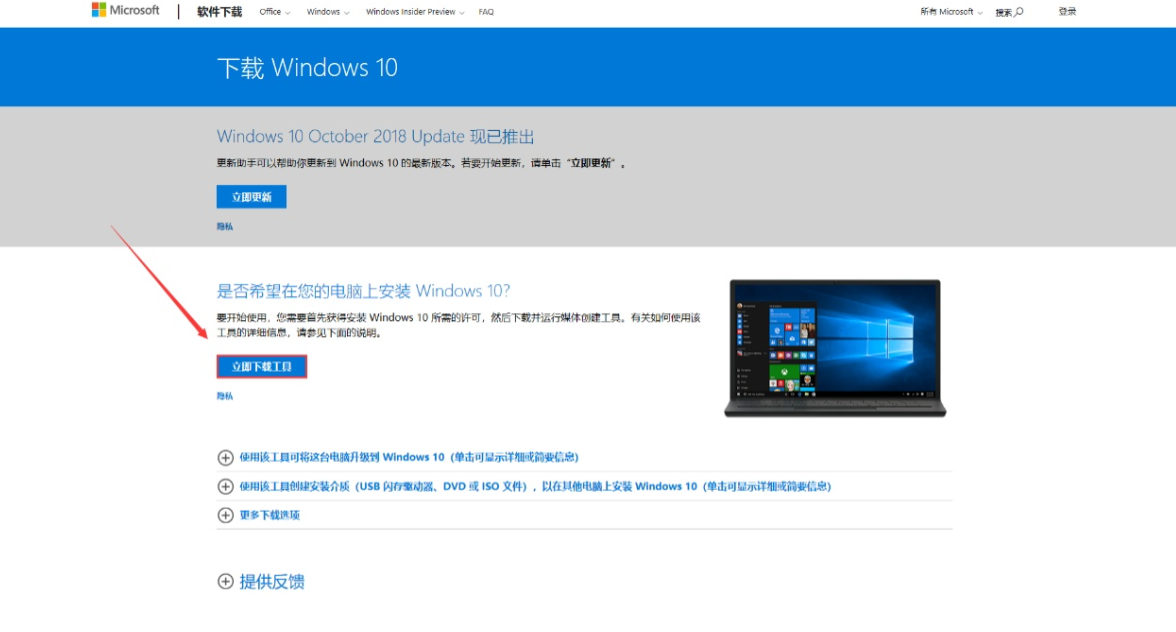 Microsoft 软件下载 Office Windows Windows Insider Preview FAQ 所有 Microsoft 搜索 登录
下载 Windows 10
Windows 10 October 2018 Update 现已推出
更新助手可以帮助你更新到 Windows 10 的最新版本。若要开始更新，请单击“立即更新”。
立即更新
隐私
是否希望在您的电脑上安装 Windows 10?
要开始使用，您需要首先获得安装 Windows 10 所需的许可，然后下载并运行媒体创建工具。有关如何使用该
工具的详细信息，请参见下面的说明。
立即下载工具
隐私
使用该工具可将这台电脑升级到 Windows 10（单击可显示详细或简要信息）
使用该工具创建安装介质（USB 闪存驱动器、DVD 或 ISO 文件），以在其他电脑上安装 Windows 10（单击可显示详细或简要信息）
更多下载选项
提供反馈